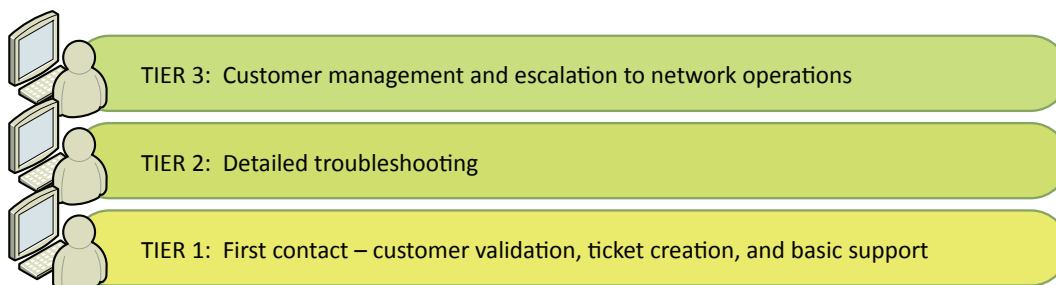 TIER 3: Customer management and escalation to network operations
TIER 2: Detailed troubleshooting
TIER 1: First contact – customer validation, ticket creation, and basic support